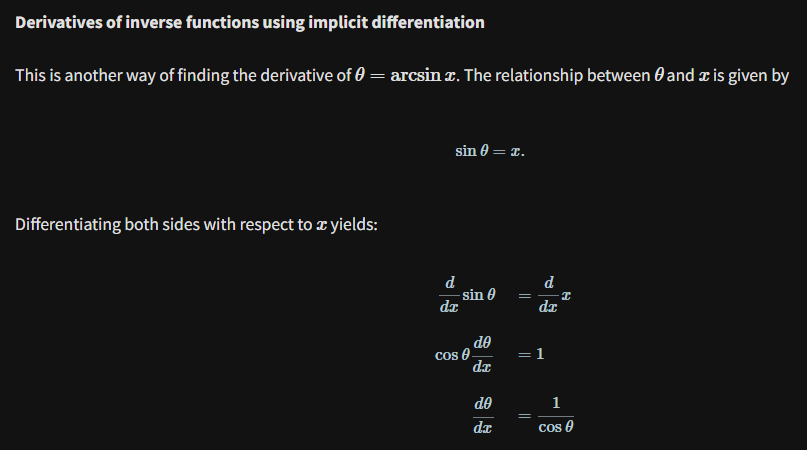 Derivatives of inverse functions using implicit differentiation
This is another way of finding the derivative of θ = arcsin x. The relationship between θ and x is given by
sin θ = x.
Differentiating both sides with respect to x yields:
d/dx sin θ = d/dx x
cos θ dθ/dx = 1
dθ/dx = 1/cos θ